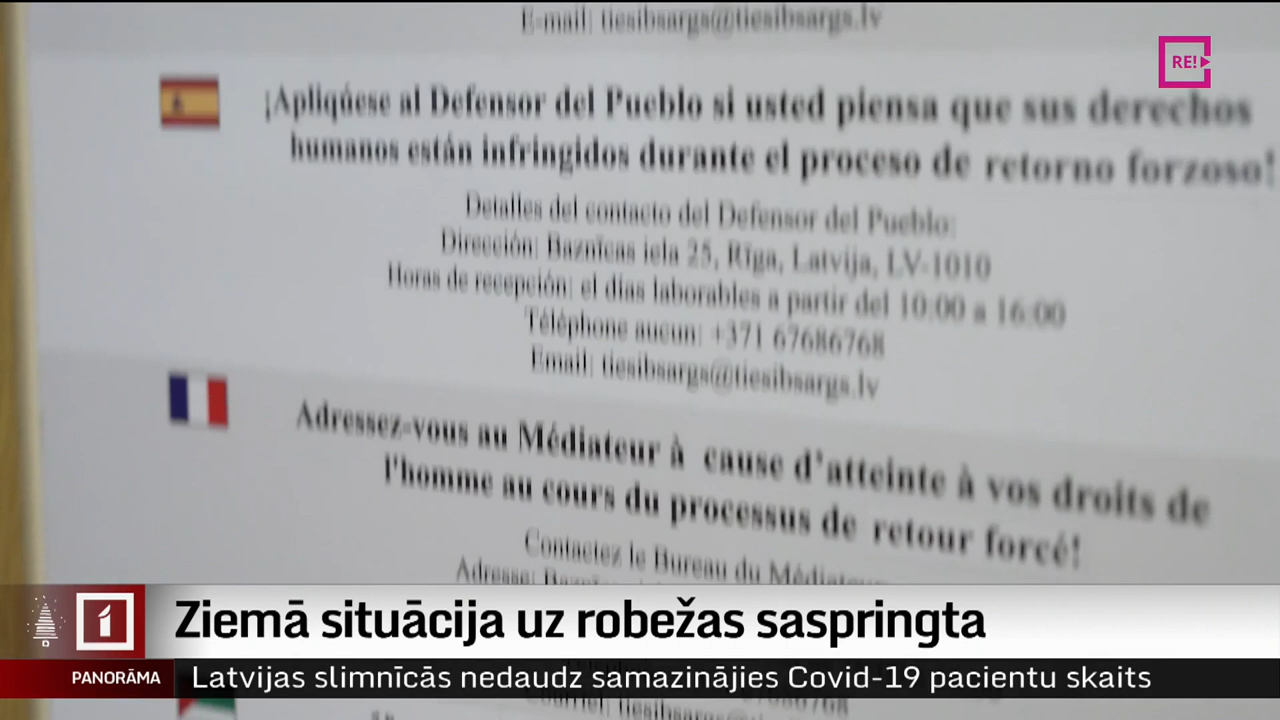 E-mail: tiesibsargs@tiesibsargs.lv
RE!
¡Apliqúese al Defensor del Pueblo si usted piensa que sus derechos
humanos están infringidos durante el proceso de retorno forzoso!
Detalles del contacto del Defensor del Pueblo:
Dirección: Baznīcas iela 25, Rīga, Latvija, LV-1010
Horas de recepción: el días laborables a partir del 10:00 a 16:00
Téléphone aucun: +371 67686768
Email: tiesibsargs@tiesibsargs.lv
Adressez-vous au Médiateur à cause d'atteinte à vos droits de
l'homme au cours du processus de retour forcé!
Contactez le Bureau du Médiateur
Adresse:
1
Ziemā situācija uz robežas saspringta
PANORĀMA
Latvijas slimnīcās nedaudz samazinājies Covid-19 pacientu skaits